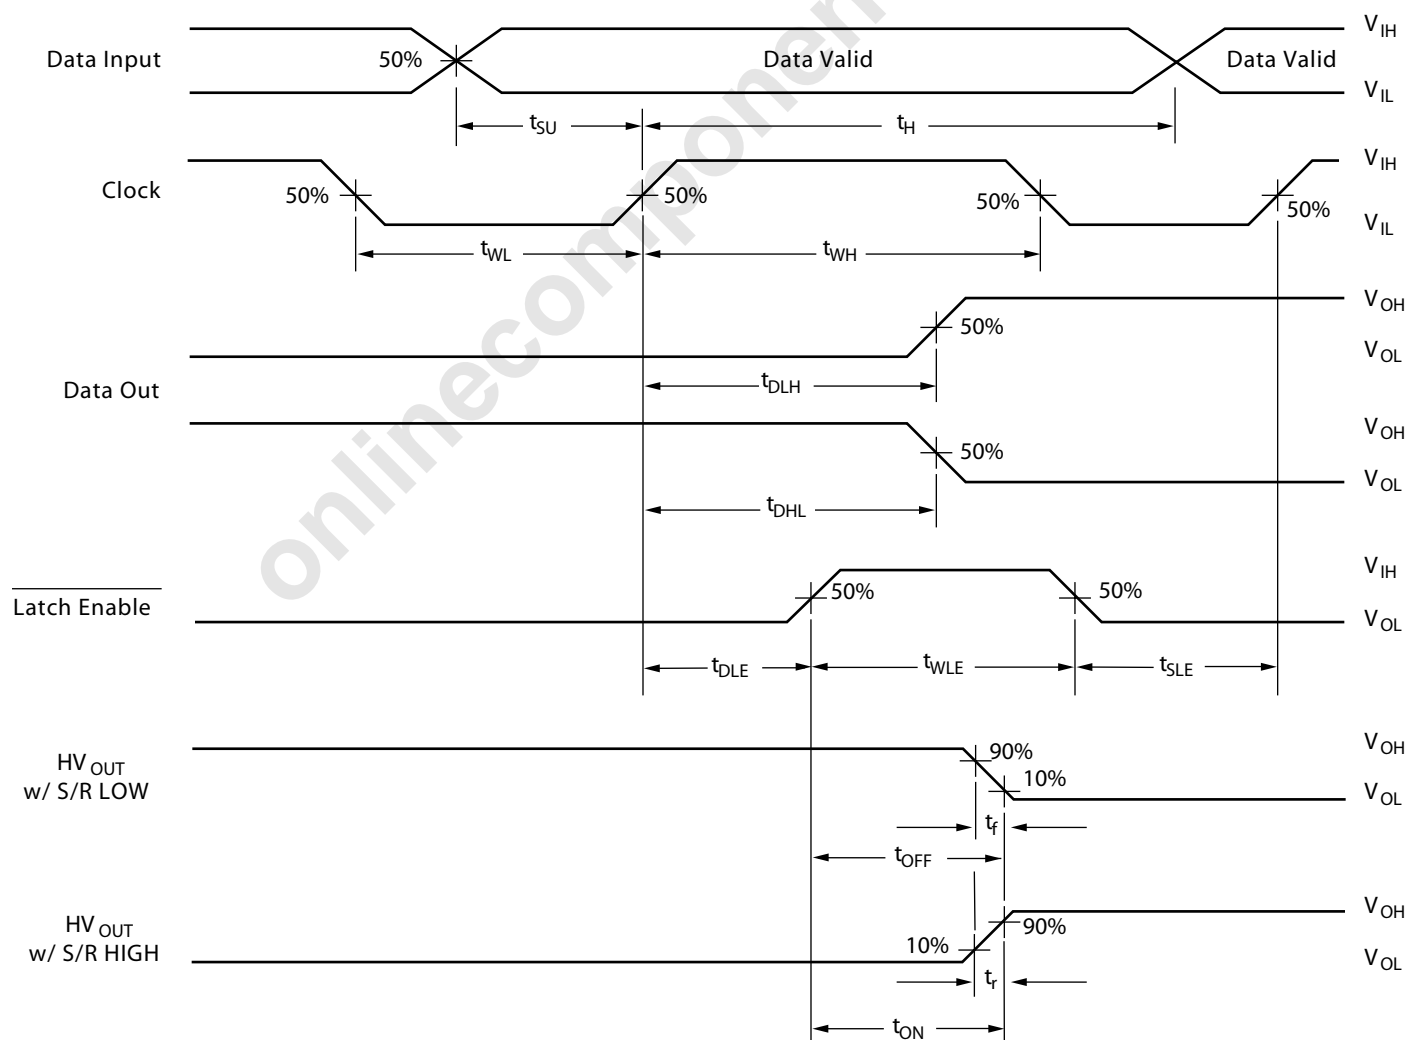 V_IH
Data Input 50% Data Valid Data Valid
V_IL
t_SU t_H
V_IH
Clock 50% 50% 50% 50%
V_IL
t_WL t_WH
V_OH
50%
V_OL
Data Out
t_DLH
V_OH
50%
V_OL
t_DHL
V_IH
Latch Enable 50% 50%
V_OL
t_DLE t_WLE t_SLE
V_OH
HV_OUT 90%
w/ S/R LOW 10% V_OL
t_f
t_OFF
V_OH
HV_OUT 90%
w/ S/R HIGH 10% V_OL
t_r
t_ON
onlinecomponen